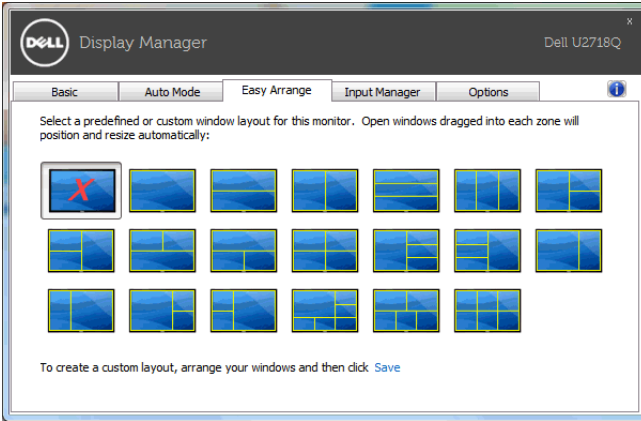 DELL Display Manager
x
Dell U2718Q
Basic Auto Mode Easy Arrange Input Manager Options i
Select a predefined or custom window layout for this monitor. Open windows dragged into each zone will
position and resize automatically:
X
To create a custom layout, arrange your windows and then click Save